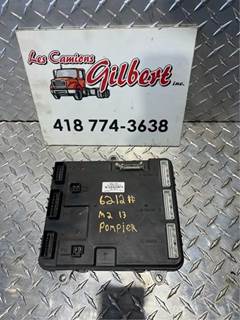 Les Camions
Gilbert inc.
418 774-3638
6212#
M2 13
Pompier